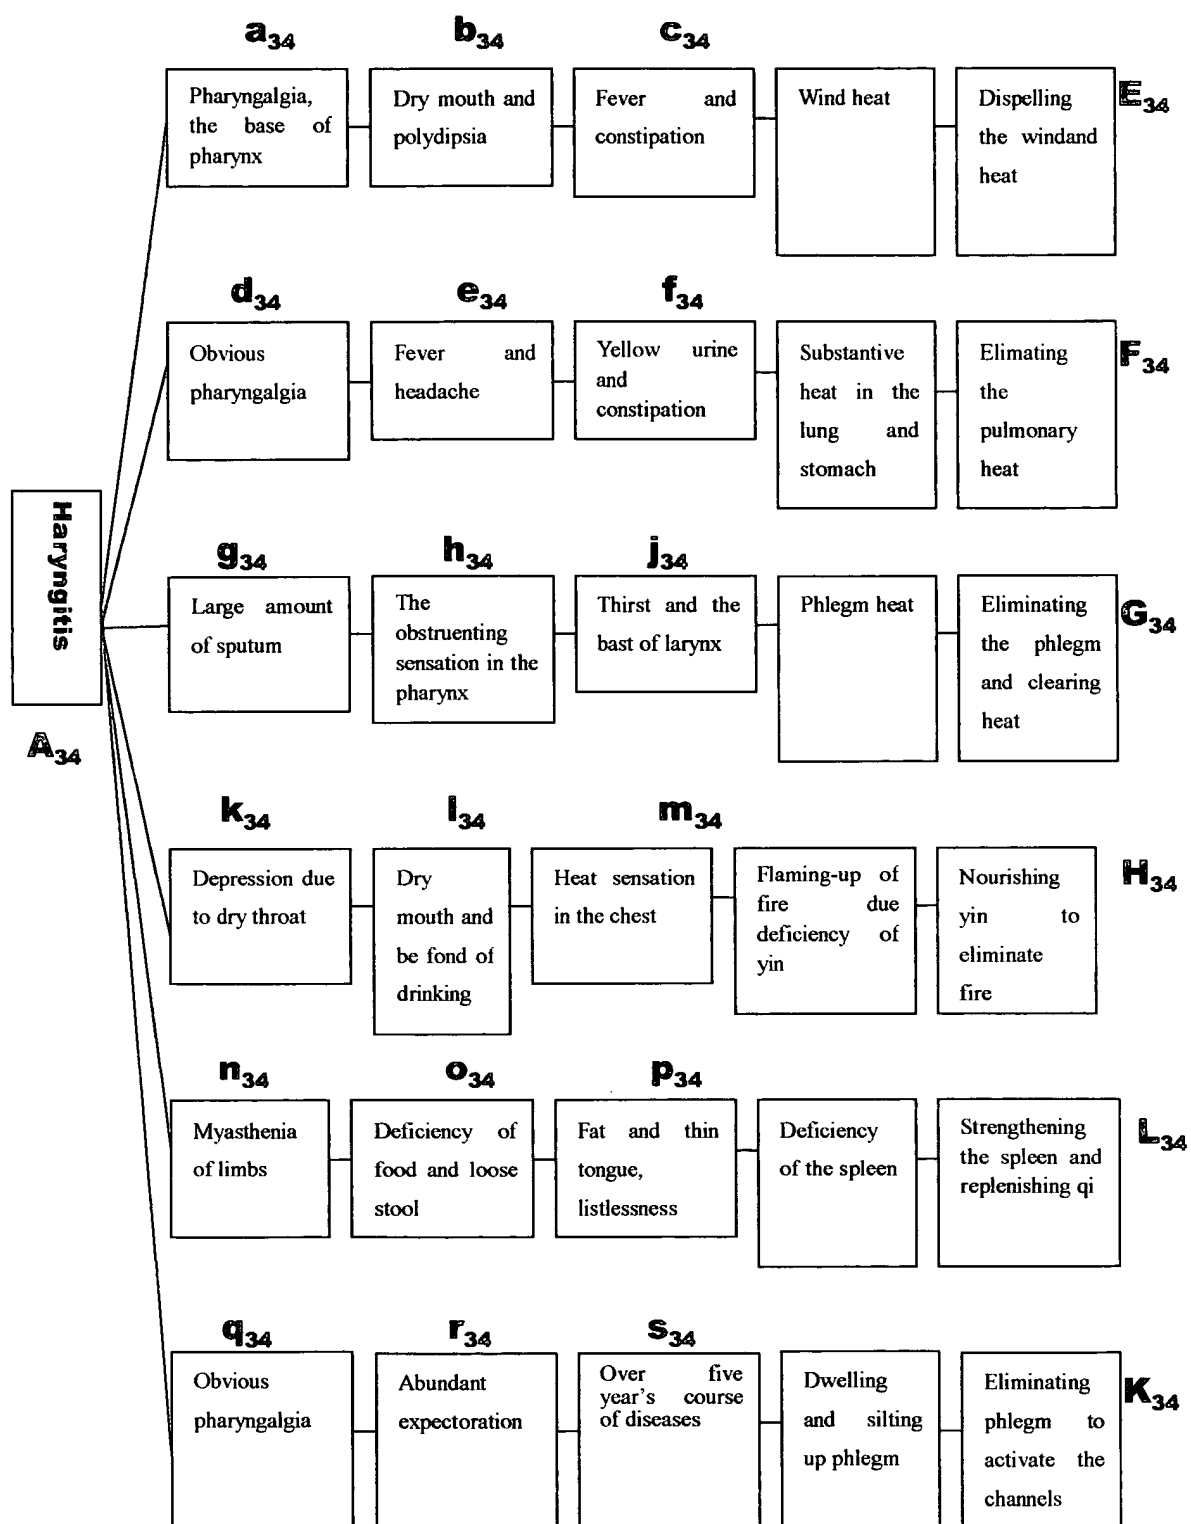 a34
b34
c34
Pharyngalgia,
the base of
pharynx
Dry mouth and
polydipsia
Fever and
constipation
Wind heat
Dispelling
the windand
heat
E34
d34
e34
f34
Obvious
pharyngalgia
Fever and
headache
Yellow urine
and
constipation
Substantive
heat in the
lung and
stomach
Elimating
the
pulmonary
heat
F34
Haryngitis
A34
g34
h34
j34
Large amount
of sputum
The
obstruenting
sensation in the
pharynx
Thirst and the
bast of larynx
Phlegm heat
Eliminating
the phlegm
and clearing
heat
G34
k34
l34
m34
Depression due
to dry throat
Dry
mouth and
be fond of
drinking
Heat sensation
in the chest
Flaming-up of
fire due
deficiency of
yin
Nourishing
yin to
eliminate
fire
H34
n34
o34
p34
Myasthenia
of limbs
Deficiency of
food and loose
stool
Fat and thin
tongue,
listlessness
Deficiency
of the spleen
Strengthening
the spleen and
replenishing qi
L34
q34
r34
s34
Obvious
pharyngalgia
Abundant
expectoration
Over five
year's course
of diseases
Dwelling
and silting
up phlegm
Eliminating
phlegm to
activate the
channels
K34